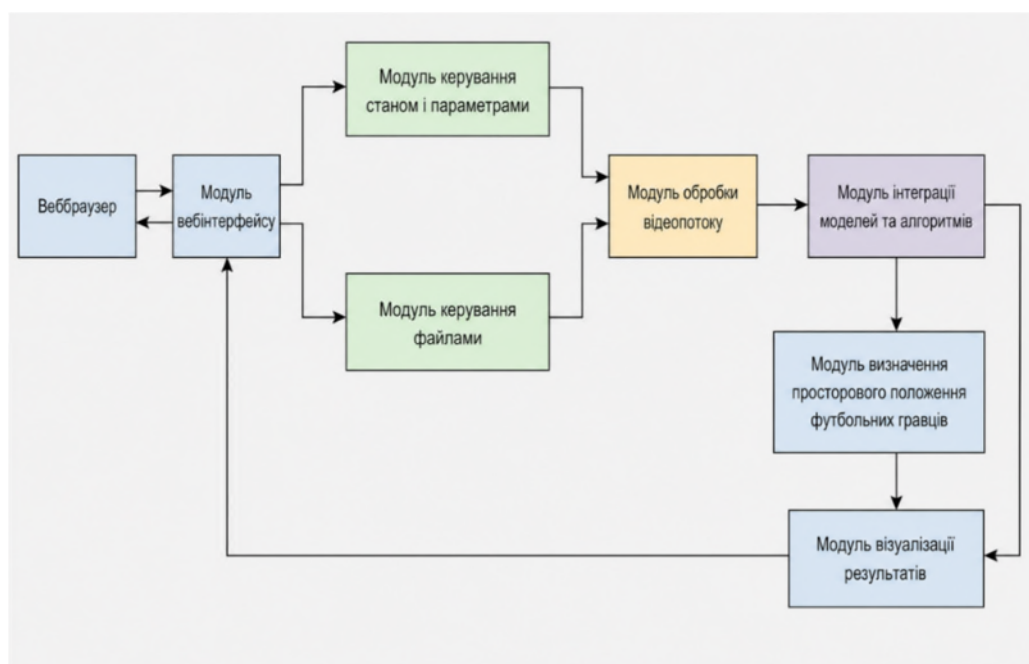 Модуль керування
станом і параметрами
Веббраузер
Модуль
вебінтерфейсу
Модуль обробки
відеопотоку
Модуль інтеграції
моделей та алгоритмів
Модуль керування
файлами
Модуль визначення
просторового положення
футбольних гравців
Модуль візуалізації
результатів